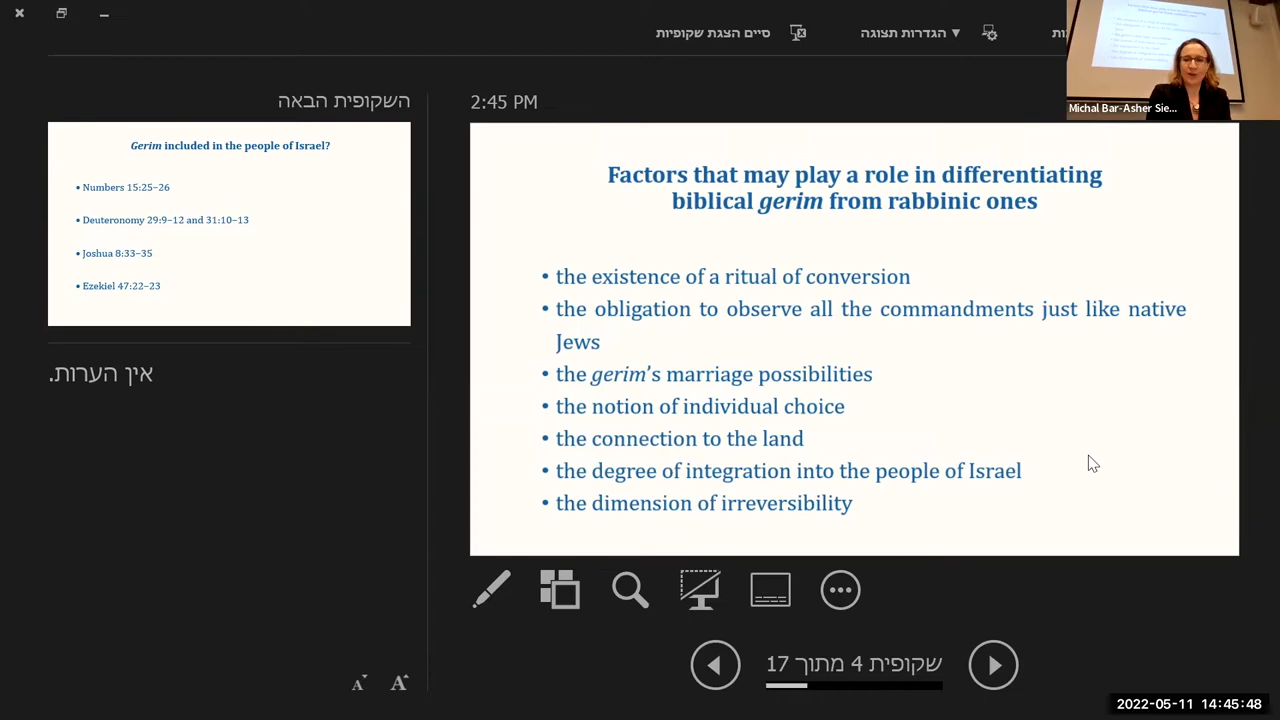 סיים הצגת שקופיות
הגדרות תצוגה ▼
Michal Bar-Asher Sie...
השקופית הבאה
2:45 PM
Gerim included in the people of Israel?
• Numbers 15:25–26
• Deuteronomy 29:9–12 and 31:10–13
• Joshua 8:33–35
• Ezekiel 47:22–23
אין הערות.
Factors that may play a role in differentiating
biblical gerim from rabbinic ones
• the existence of a ritual of conversion
• the obligation to observe all the commandments just like native
Jews
• the gerim's marriage possibilities
• the notion of individual choice
• the connection to the land
• the degree of integration into the people of Israel
• the dimension of irreversibility
A A
שקופית 4 מתוך 17
2022-05-11 14:45:48